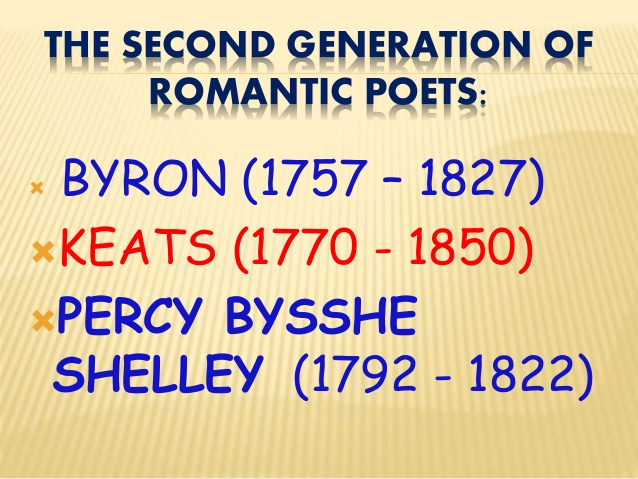 THE SECOND GENERATION OF
ROMANTIC POETS:
BYRON (1757 – 1827)
KEATS (1770 - 1850)
PERCY BYSSHE
SHELLEY (1792 - 1822)